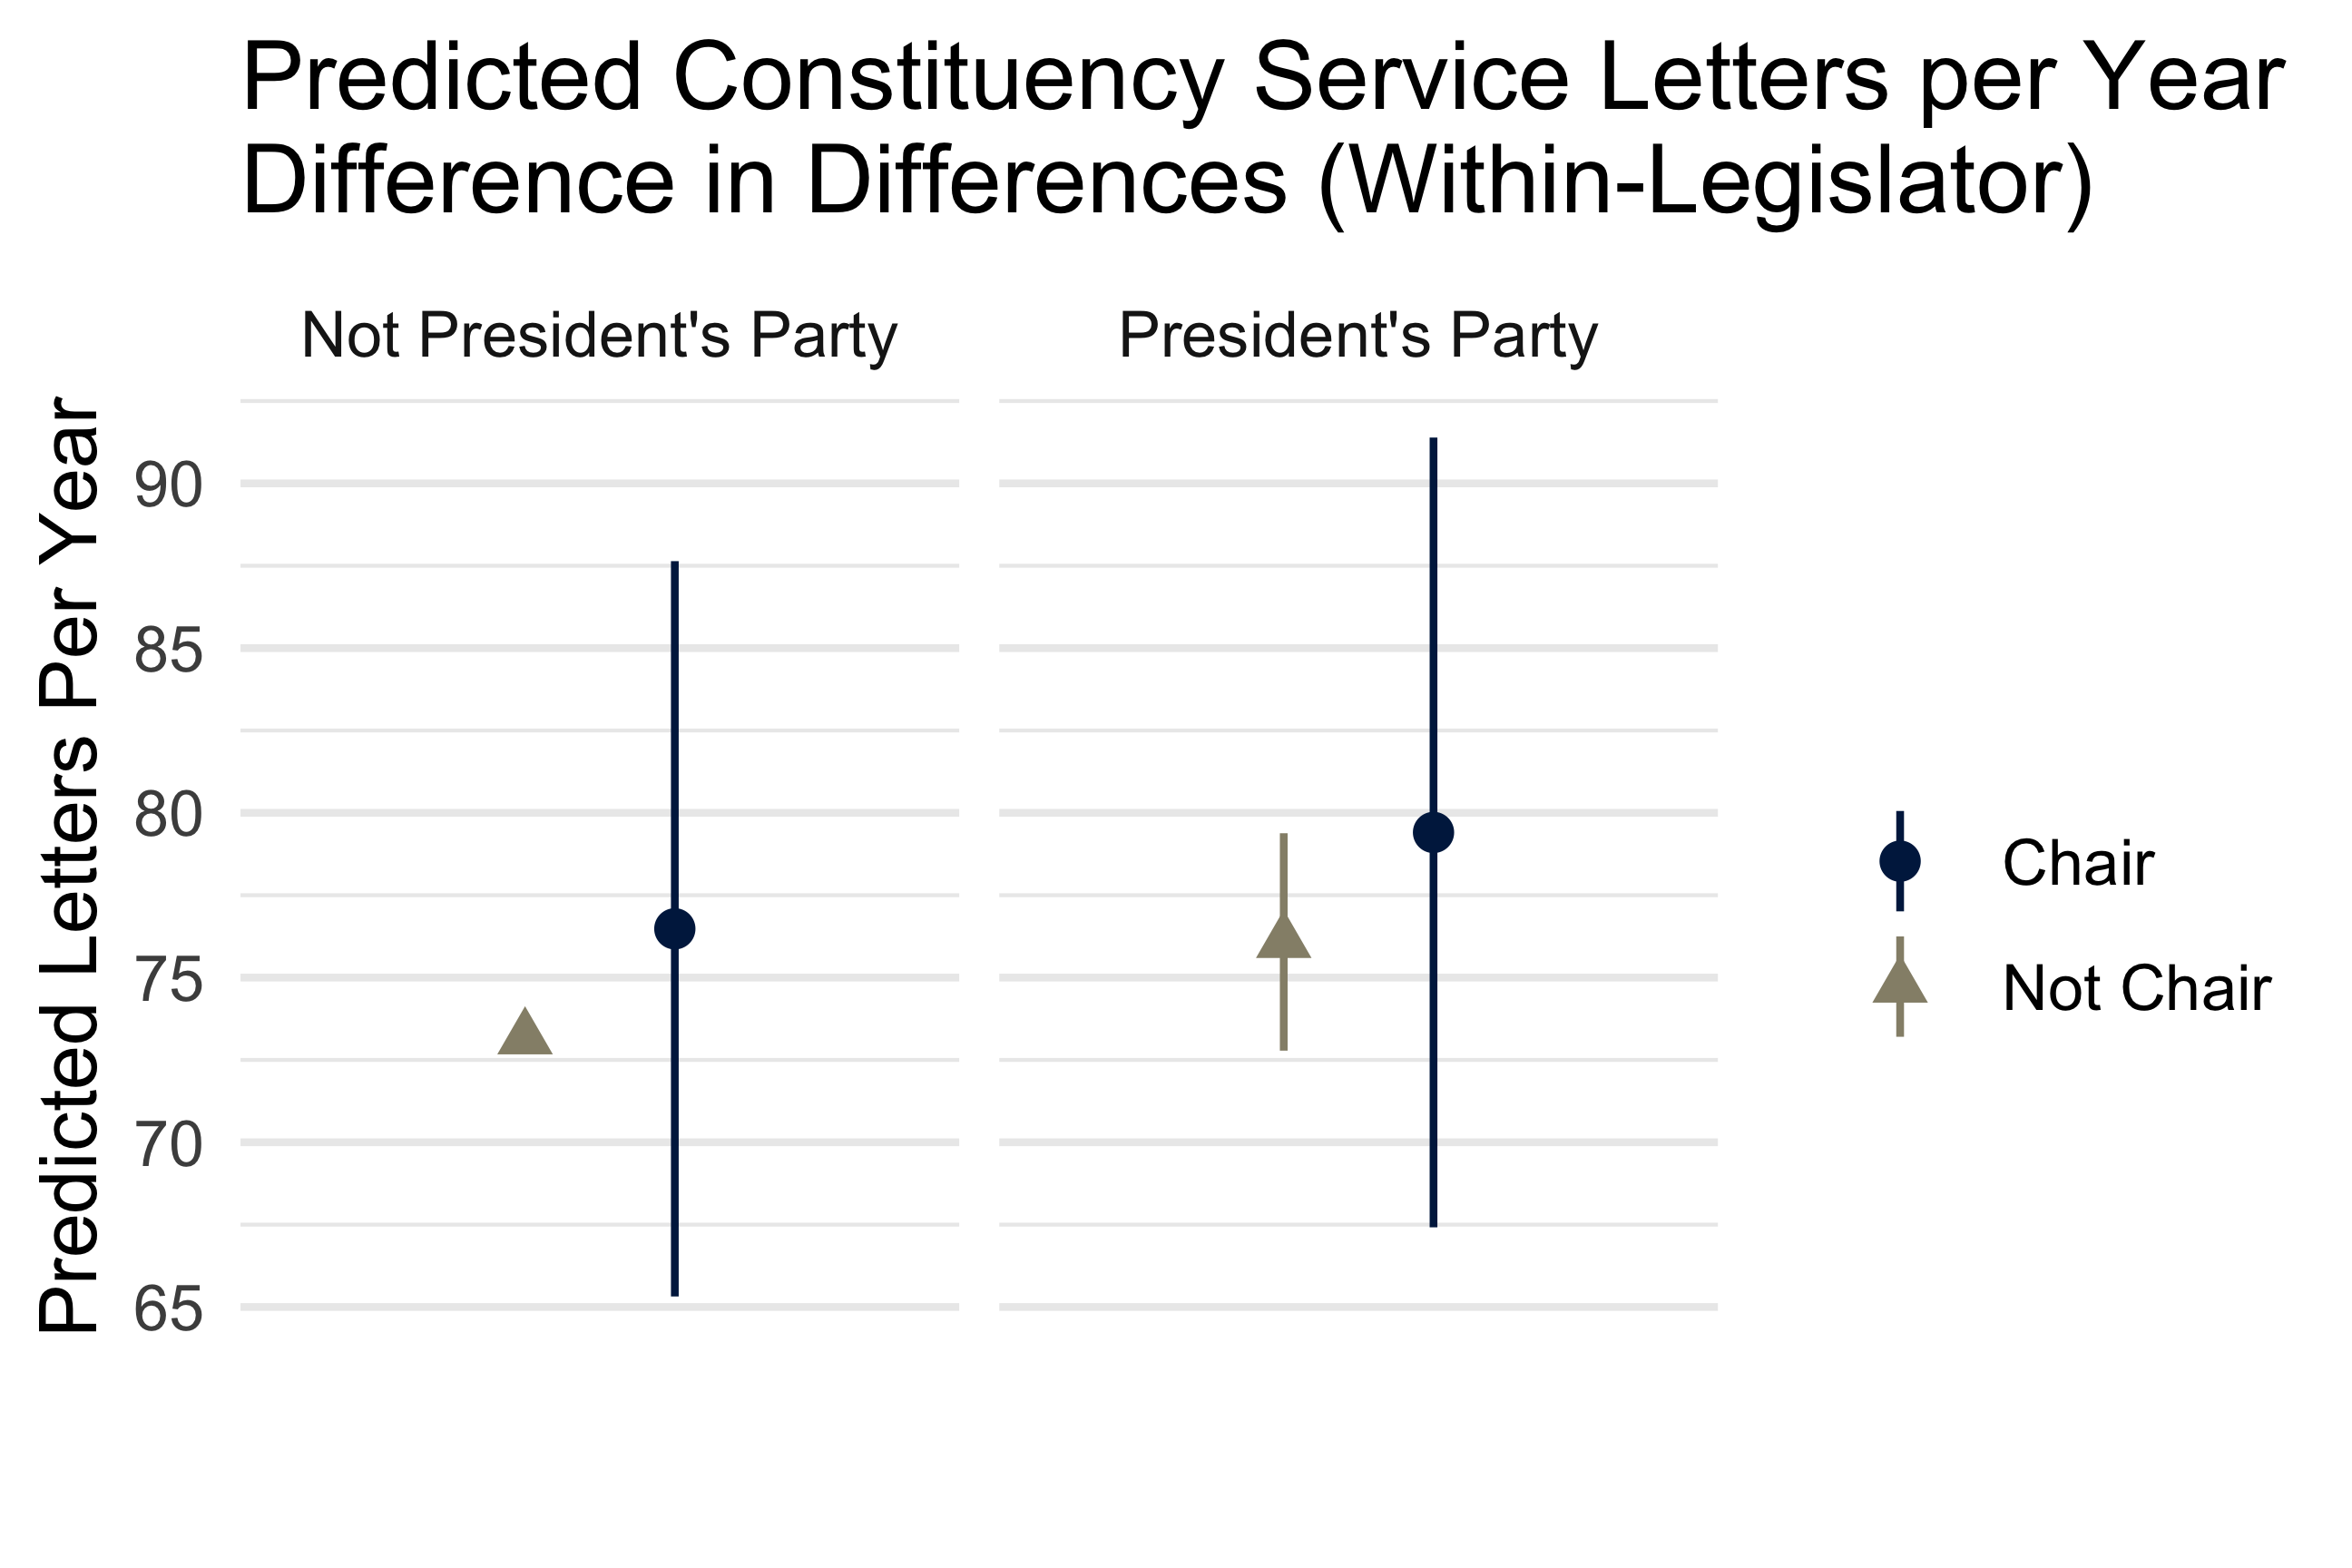 Predicted Constituency Service Letters per Year
Difference in Differences (Within-Legislator)
Not President's Party
President's Party
Predicted Letters Per Year
90
85
80
75
70
65
Chair
Not Chair